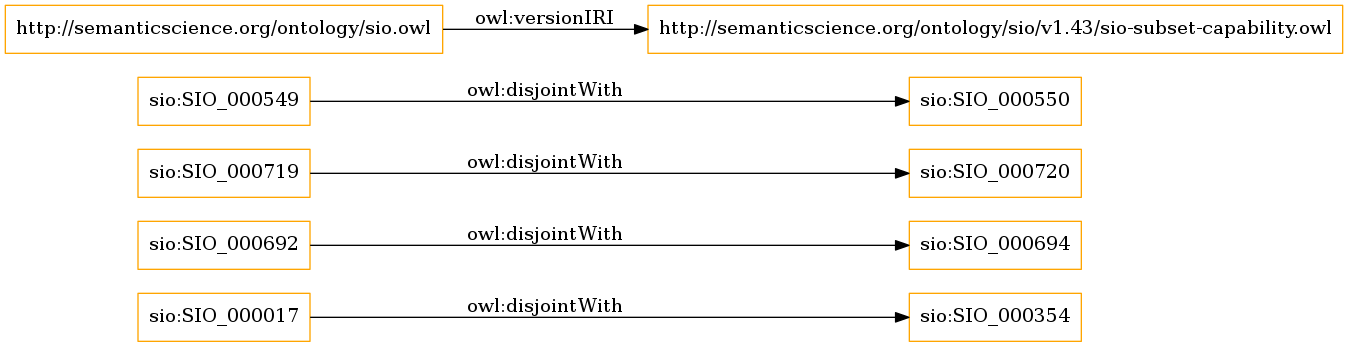 http://semanticscience.org/ontology/sio.owl owl:versionIRI http://semanticscience.org/ontology/sio/v1.43/sio-subset-capability.owl
sio:SIO_000549 owl:disjointWith sio:SIO_000550
sio:SIO_000719 owl:disjointWith sio:SIO_000720
sio:SIO_000692 owl:disjointWith sio:SIO_000694
sio:SIO_000017 owl:disjointWith sio:SIO_000354